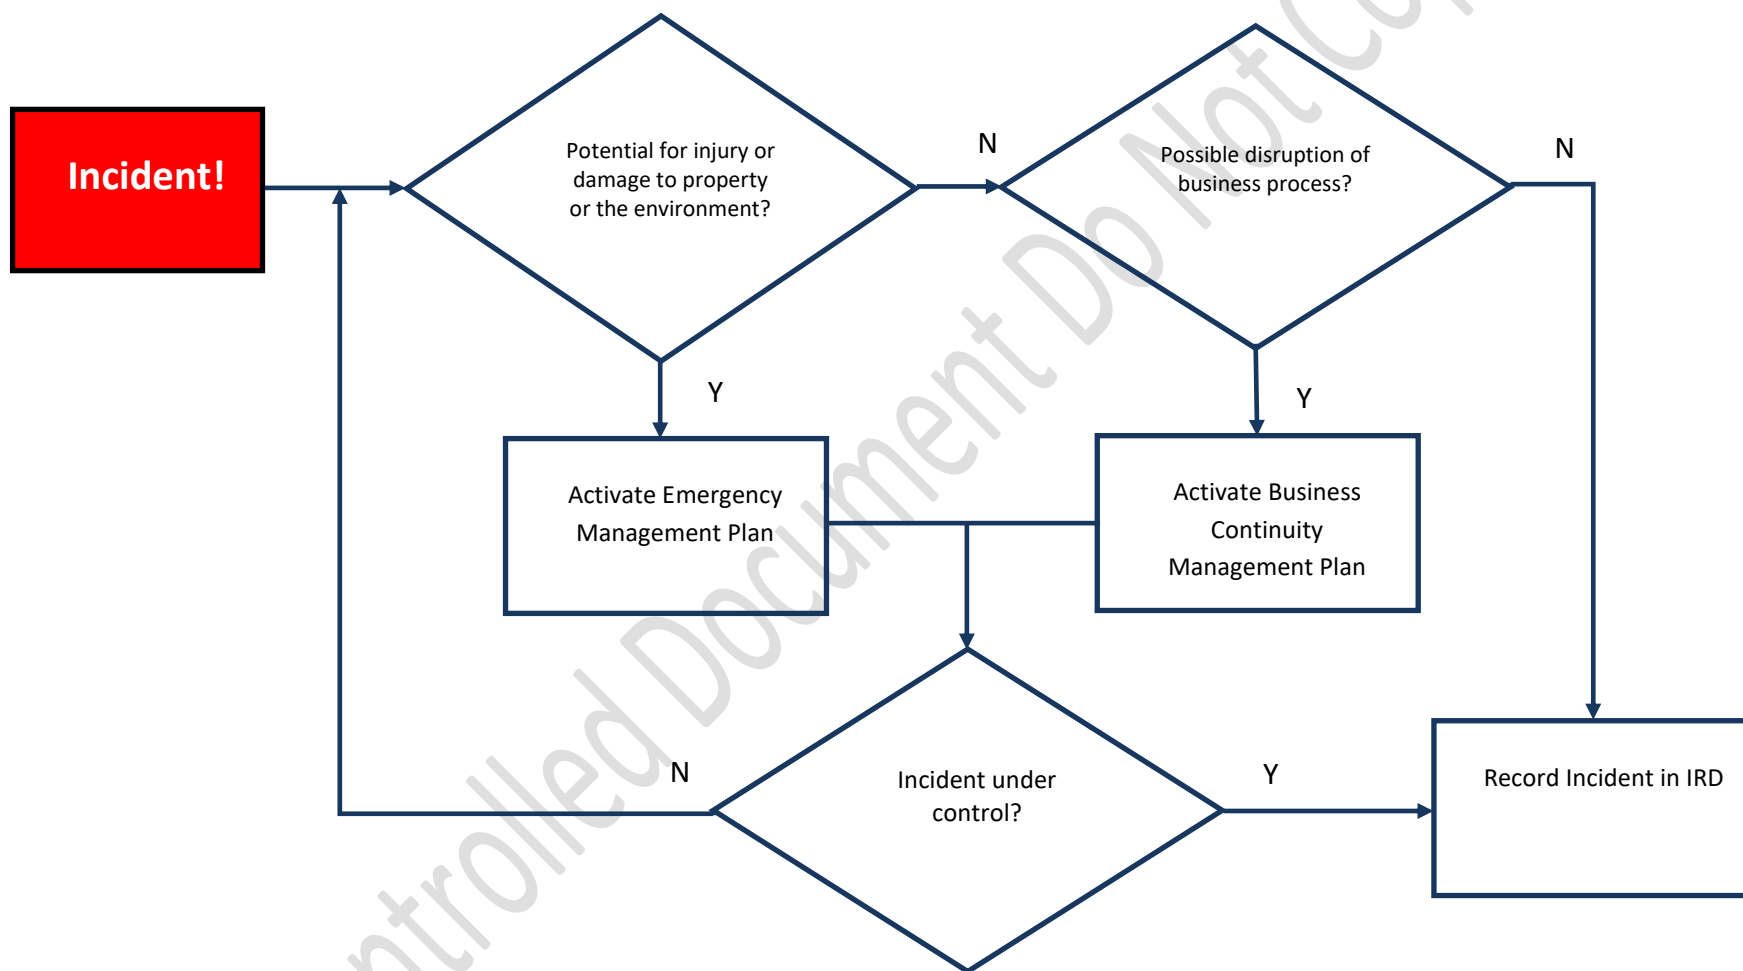 Incident!
Potential for injury or
damage to property
or the environment?
N
Possible disruption of
business process?
N
Y
Y
Activate Emergency
Management Plan
Activate Business
Continuity
Management Plan
N
Incident under
control?
Y
Record Incident in IRD
ntrolled Document Do Not Cop